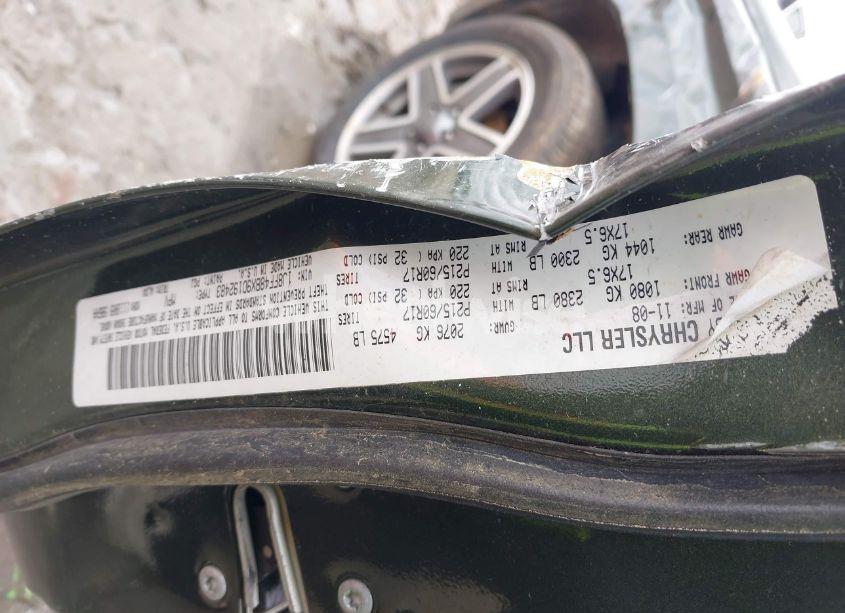 CHRYSLER LLC
OF MFR: 11-08
GVWR:
2076 KG 4575 LB
GAWR FRONT:
1080 KG 2380 LB
WITH TIRES
P215/60R17
RIMS AT
17X6.5
220 KPA ( 32 PSI) COLD
GAWR REAR:
1044 KG 2300 LB
WITH TIRES
P215/60R17
RIMS AT
17X6.5
220 KPA ( 32 PSI) COLD
THIS VEHICLE CONFORMS TO ALL APPLICABLE U.S.A. FEDERAL MOTOR VEHICLE SAFETY AND
THEFT PREVENTION STANDARDS IN EFFECT ON THE DATE OF MANUFACTURE SHOWN ABOVE.
TYPE: MPV
PAINT: PGJ
VEHICLE MADE IN U.S.A.